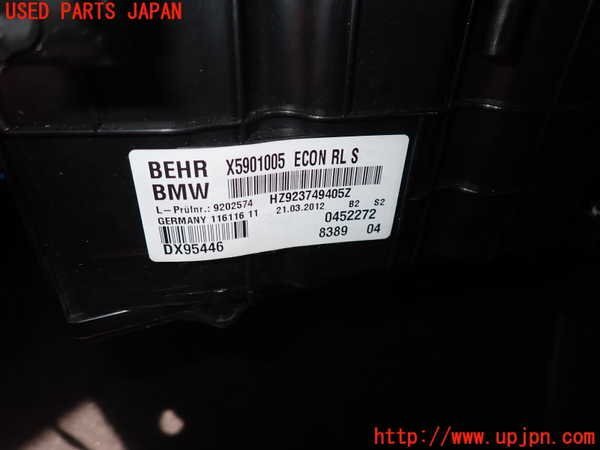 USED PARTS JAPAN
BEHR X5901005 ECON RL S
BMW
HZ923749405Z
L-Prüfnr.: 9202574 21.03.2012 B2 S2
GERMANY 116116 11 0452272
DX95446 8389 04
http://www.upjpn.com/